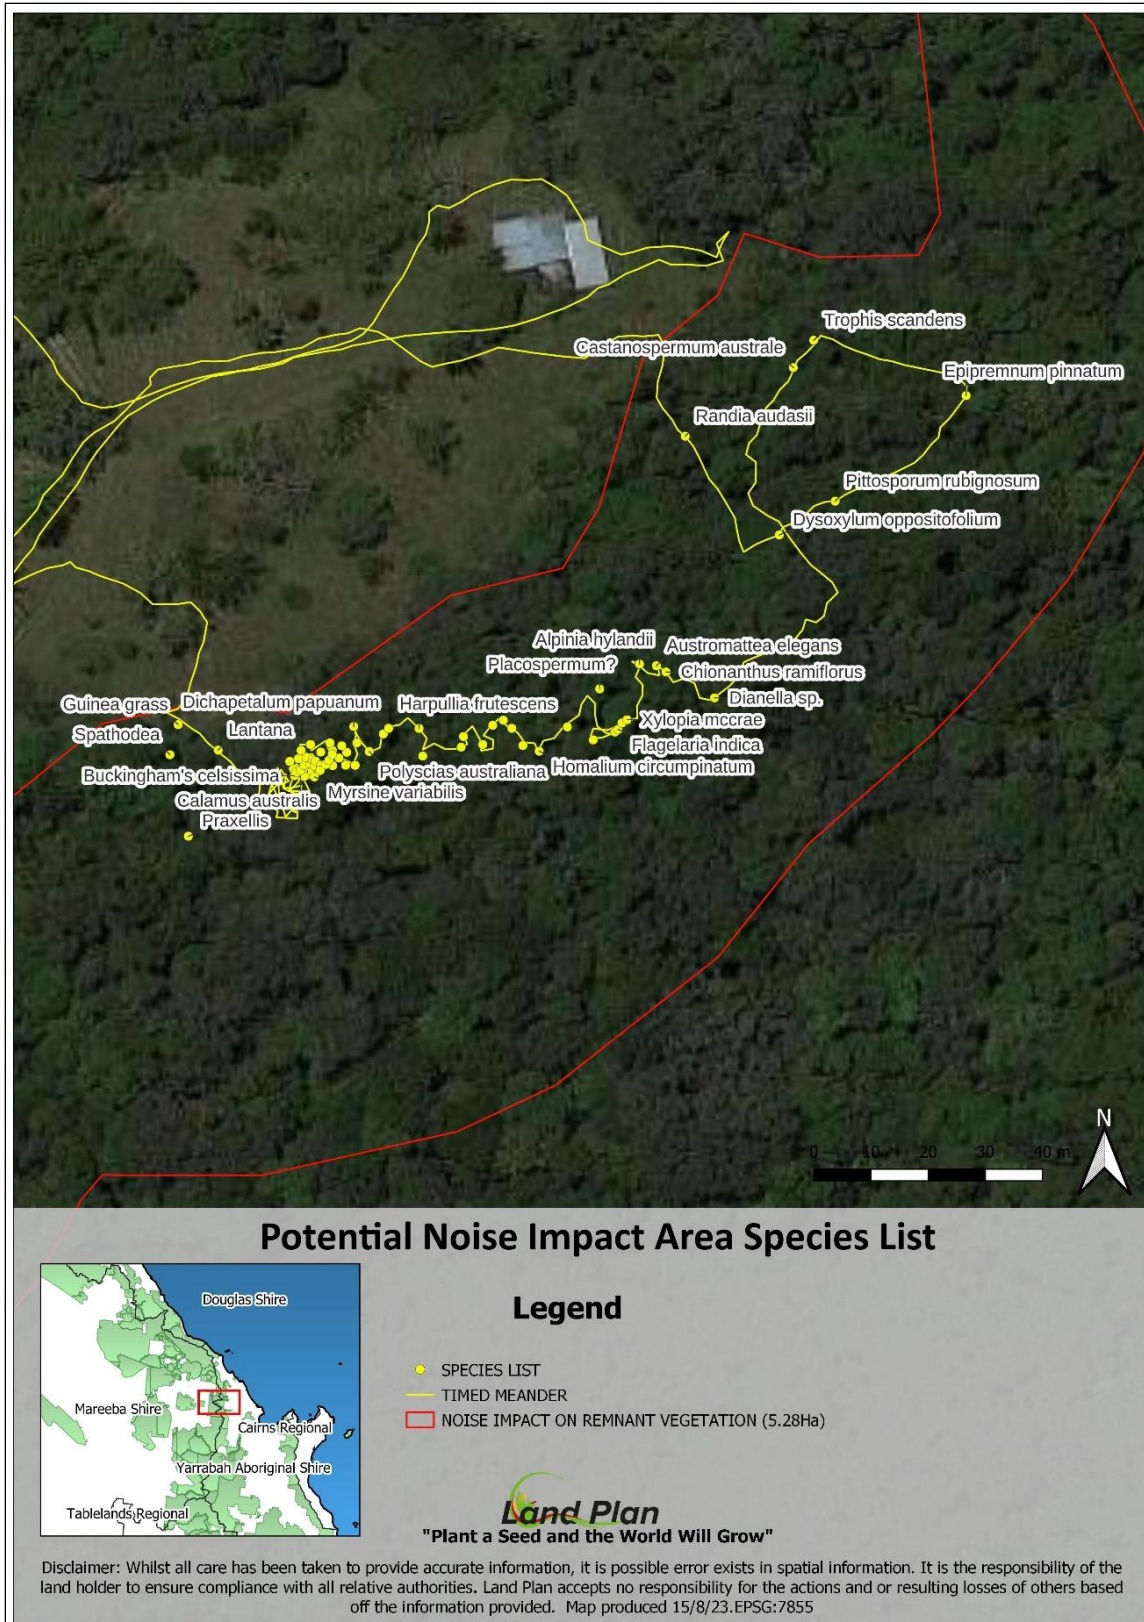 Trophis scandens
Castanospermum australe
Epipremnum pinnatum
Randia audasii
Pittosporum rubignosum
Dysoxylum oppositofolium
Alpinia hylandii
Austromattea elegans
Placospermum?
Chionanthus ramiflorus
Guinea grass
Dichapetalum papuanum
Harpullia frutescens
Dianella sp.
Spathodea
Lantana
Xylopia mccrae
Flagelaria indica
Buckingham's celsissima
Polyscias australiana
Homalium circumpinatum
Calamus australis
Myrsine variabilis
Praxellis
N
0 10 20 30 40 m
Potential Noise Impact Area Species List
Douglas Shire
Mareeba Shire
Cairns Regional
Yarrabah Aboriginal Shire
Tablelands Regional
Legend
SPECIES LIST
TIMED MEANDER
NOISE IMPACT ON REMNANT VEGETATION (5.28Ha)
Land Plan
"Plant a Seed and the World Will Grow"
Disclaimer: Whilst all care has been taken to provide accurate information, it is possible error exists in spatial information. It is the responsibility of the
land holder to ensure compliance with all relative authorities. Land Plan accepts no responsibility for the actions and or resulting losses of others based
off the information provided. Map produced 15/8/23.EPSG:7855